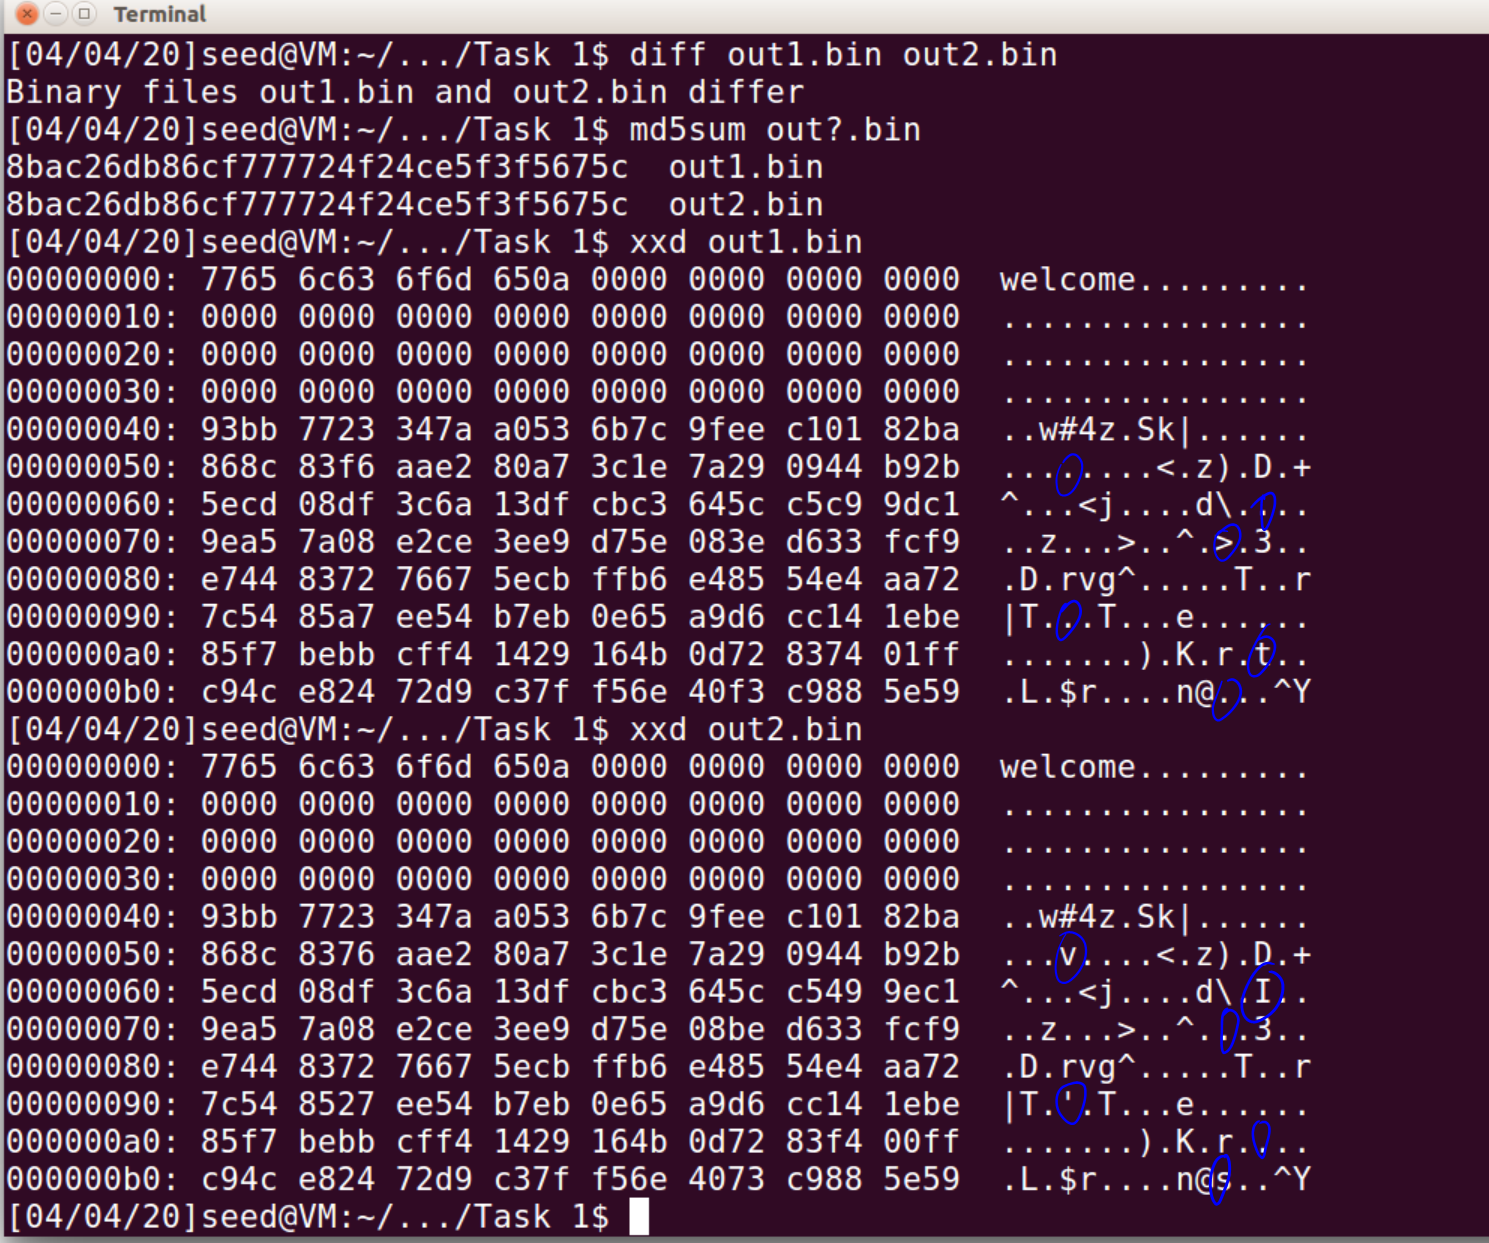 Terminal
[04/04/20]seed@VM:~/.../Task 1$ diff out1.bin out2.bin
Binary files out1.bin and out2.bin differ
[04/04/20]seed@VM:~/.../Task 1$ md5sum out?.bin
8bac26db86cf777724f24ce5f3f5675c  out1.bin
8bac26db86cf777724f24ce5f3f5675c  out2.bin
[04/04/20]seed@VM:~/.../Task 1$ xxd out1.bin
00000000: 7765 6c63 6f6d 650a 0000 0000 0000 0000  welcome.........
00000010: 0000 0000 0000 0000 0000 0000 0000 0000  ................
00000020: 0000 0000 0000 0000 0000 0000 0000 0000  ................
00000030: 0000 0000 0000 0000 0000 0000 0000 0000  ................
00000040: 93bb 7723 347a a053 6b7c 9fee c101 82ba  ..w#4z.Sk|......
00000050: 868c 83f6 aae2 80a7 3c1e 7a29 0944 b92b  ........<.z).D.+
00000060: 5ecd 08df 3c6a 13df cbc3 645c c5c9 9dc1  ^...<j....d\....
00000070: 9ea5 7a08 e2ce 3ee9 d75e 083e d633 fcf9  ..z...>..^.>.3..
00000080: e744 8372 7667 5ecb ffb6 e485 54e4 aa72  .D.rvg^.....T..r
00000090: 7c54 85a7 ee54 b7eb 0e65 a9d6 cc14 1ebe  |T...T...e......
000000a0: 85f7 bebb cff4 1429 164b 0d72 8374 01ff  .......).K.r.t..
000000b0: c94c e824 72d9 c37f f56e 40f3 c988 5e59  .L.$r....n@...^Y
[04/04/20]seed@VM:~/.../Task 1$ xxd out2.bin
00000000: 7765 6c63 6f6d 650a 0000 0000 0000 0000  welcome.........
00000010: 0000 0000 0000 0000 0000 0000 0000 0000  ................
00000020: 0000 0000 0000 0000 0000 0000 0000 0000  ................
00000030: 0000 0000 0000 0000 0000 0000 0000 0000  ................
00000040: 93bb 7723 347a a053 6b7c 9fee c101 82ba  ..w#4z.Sk|......
00000050: 868c 8376 aae2 80a7 3c1e 7a29 0944 b92b  ...v....<.z).D.+
00000060: 5ecd 08df 3c6a 13df cbc3 645c c549 9ec1  ^...<j....d\.I..
00000070: 9ea5 7a08 e2ce 3ee9 d75e 08be d633 fcf9  ..z...>..^...3..
00000080: e744 8372 7667 5ecb ffb6 e485 54e4 aa72  .D.rvg^.....T..r
00000090: 7c54 8527 ee54 b7eb 0e65 a9d6 cc14 1ebe  |T.'.T...e......
000000a0: 85f7 bebb cff4 1429 164b 0d72 83f4 00ff  .......).K.r....
000000b0: c94c e824 72d9 c37f f56e 4073 c988 5e59  .L.$r....n@s..^Y
[04/04/20]seed@VM:~/.../Task 1$